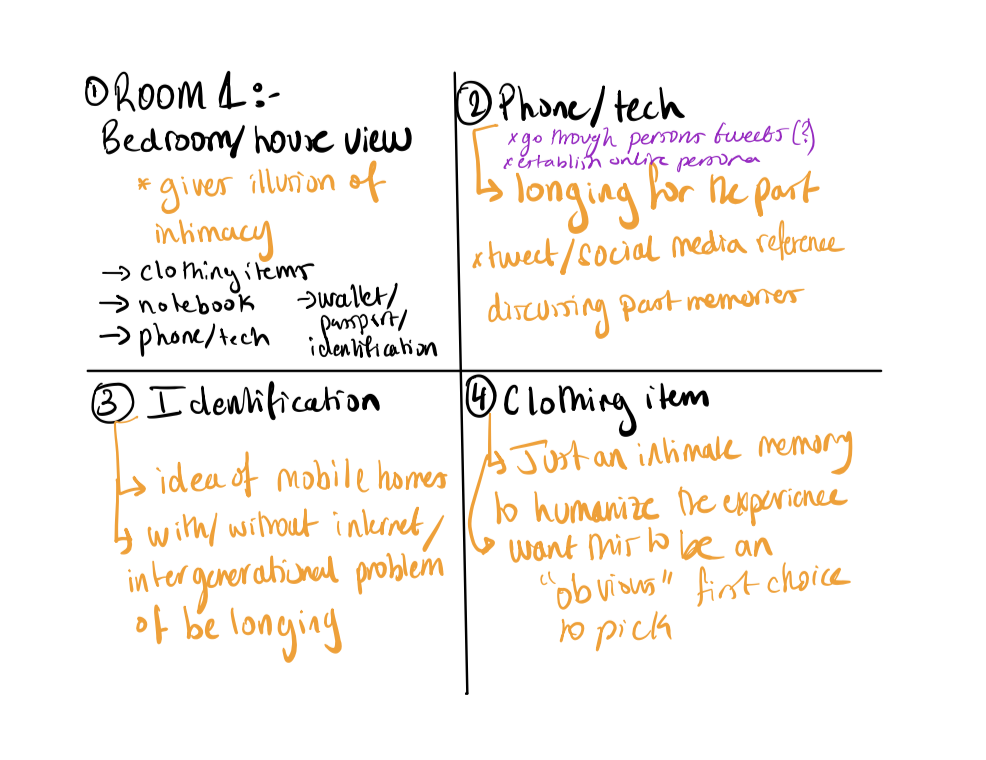 ① ROOM 1:-
Bedroom/house view
* gives illusion of
intimacy
→ clothing items
→ notebook
→ phone/tech
→ wallet/
passport/
identification
② Phone/tech
x go through persons tweets (?)
x establish online persona
↳ longing for the past
x tweet/social media reference
discussing past memories
③ Identification
↳ idea of mobile homes
↳ with/without internet/
intergenerational problem
of belonging
④ Clothing item
↳ Just an intimate memory
to humanize the experience
↳ want this to be an
"obvious" first choice
to pick